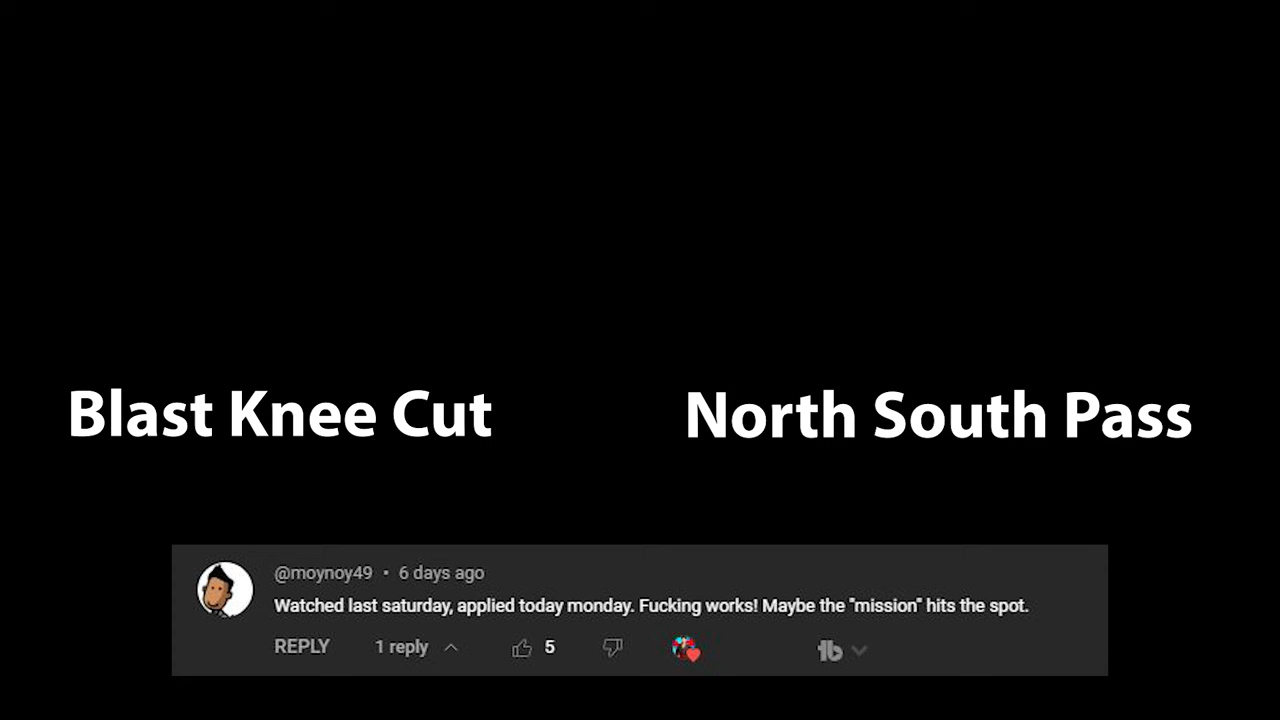 Blast Knee Cut
North South Pass
@moynoy49 • 6 days ago
Watched last saturday, applied today monday. Fucking works! Maybe the "mission" hits the spot.
REPLY 1 reply 5 tb